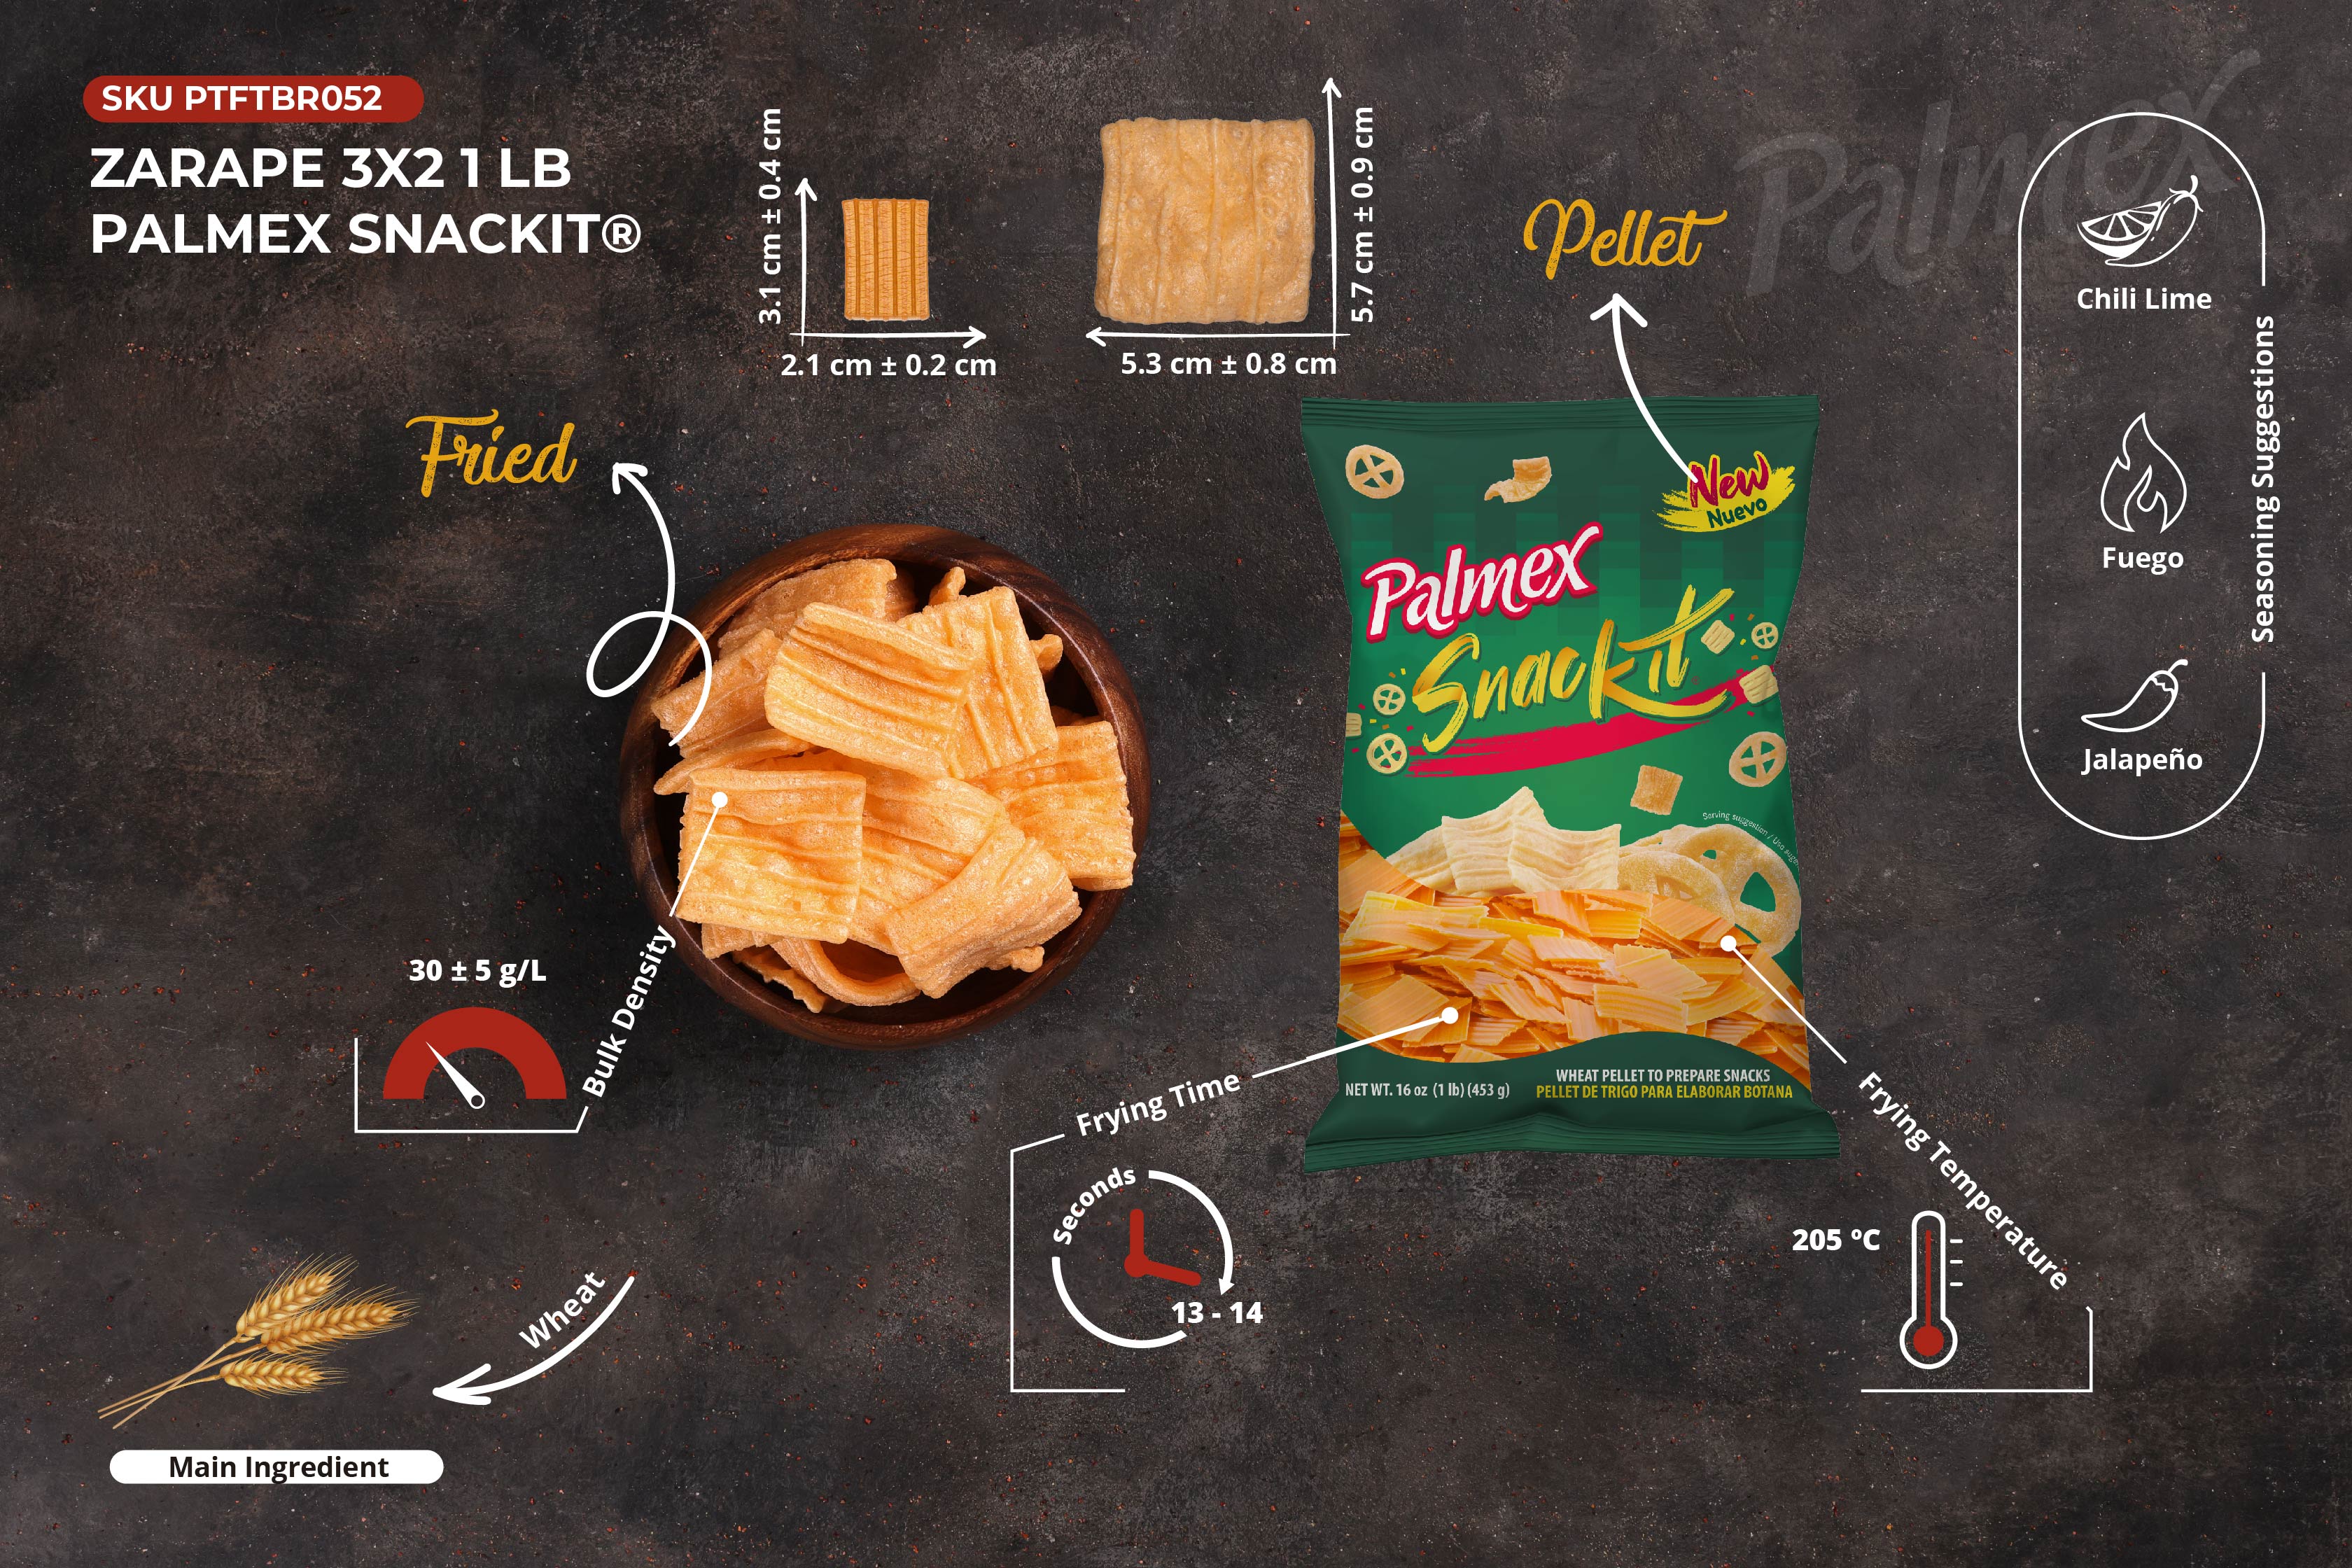 SKU PTFTBR052
ZARAPE 3X2 1 LB
PALMEX SNACKIT®
3.1 cm ± 0.4 cm
2.1 cm ± 0.2 cm
5.7 cm ± 0.9 cm
5.3 cm ± 0.8 cm
Pellet
Palmex
Chili Lime
Fuego
Jalapeño
Seasoning Suggestions
Fried
New
Nuevo
Palmex
Snackit
Serving suggestion /
NET WT. 16 oz (1 lb) (453 g)
WHEAT PELLET TO PREPARE SNACKS
PELLET DE TRIGO PARA ELABORAR BOTANA
30 ± 5 g/L
Bulk Density
Frying Time
Seconds
13 - 14
Frying Temperature
205 ºC
Wheat
Main Ingredient